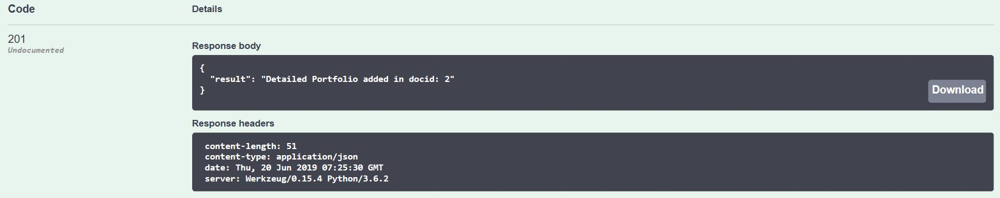 Code Details
201
Undocumented
Response body
{
  "result": "Detailed Portfolio added in docid: 2"
}
Download
Response headers
content-length: 51
content-type: application/json
date: Thu, 20 Jun 2019 07:25:30 GMT
server: Werkzeug/0.15.4 Python/3.6.2